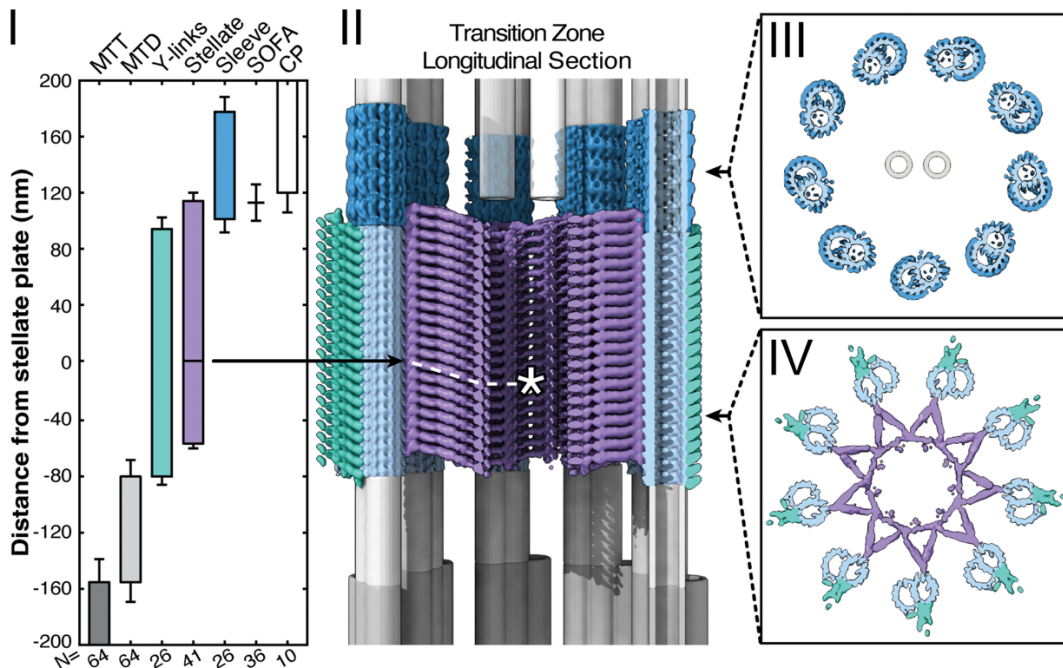 I
MTT
MTD
Y-links
Stellate
Sleeve
SOFA
CP
Distance from stellate plate (nm)
200
160
120
80
40
0
-40
-80
-120
-160
-200
N= 64 64 26 41 26 36 10
II
Transition Zone
Longitudinal Section
*
III
IV